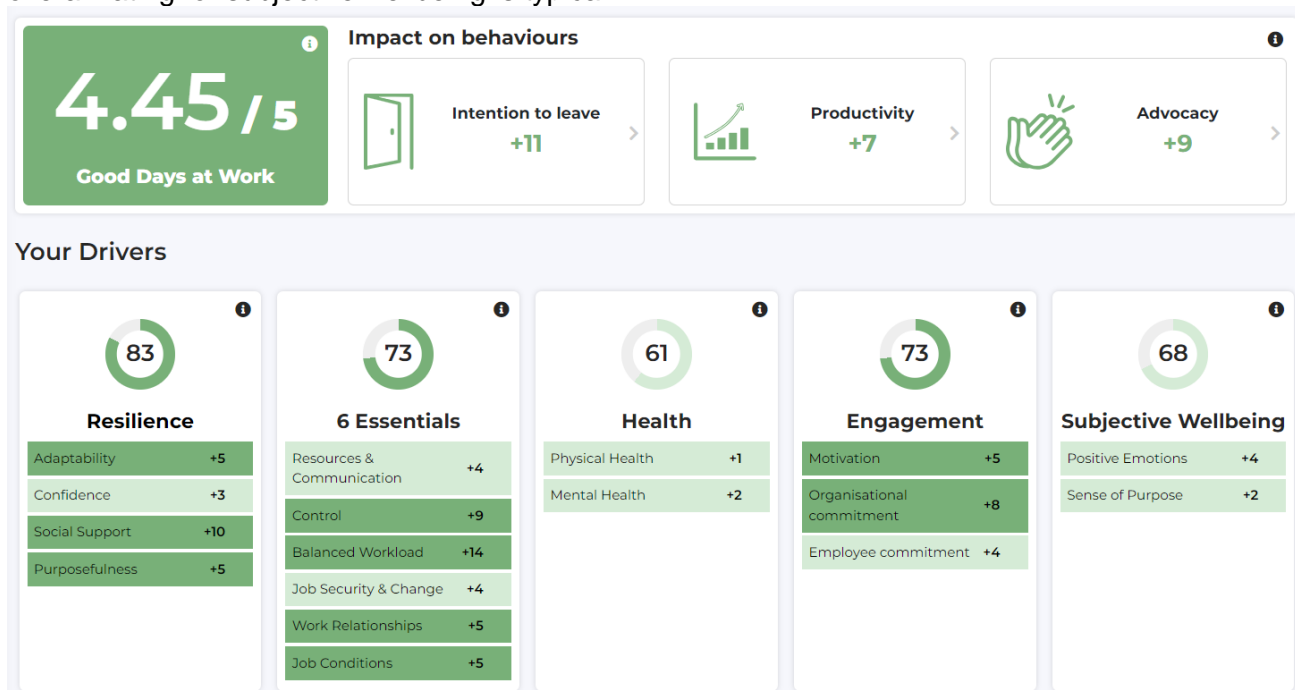 4.45 / 5
Good Days at Work
Impact on behaviours
Intention to leave
+11
Productivity
+7
Advocacy
+9
Your Drivers
83
Resilience
Adaptability +5
Confidence +3
Social Support +10
Purposefulness +5
73
6 Essentials
Resources &
Communication +4
Control +9
Balanced Workload +14
Job Security & Change +4
Work Relationships +5
Job Conditions +5
61
Health
Physical Health +1
Mental Health +2
73
Engagement
Motivation +5
Organisational
commitment +8
Employee commitment +4
68
Subjective Wellbeing
Positive Emotions +4
Sense of Purpose +2